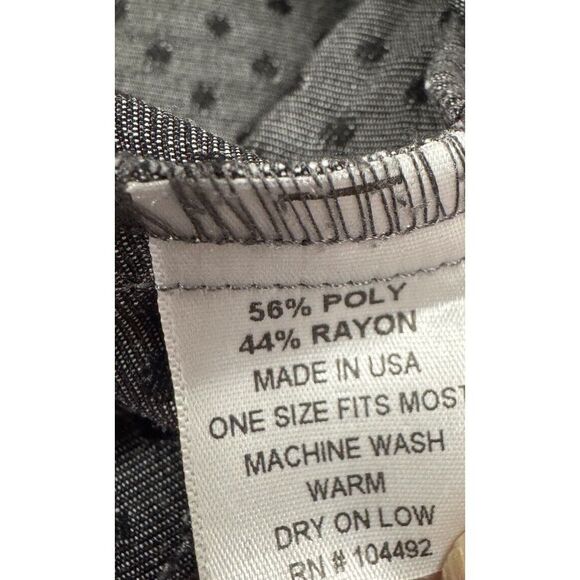 56% POLY
44% RAYON
MADE IN USA
ONE SIZE FITS MOST
MACHINE WASH
WARM
DRY ON LOW
RN # 104492